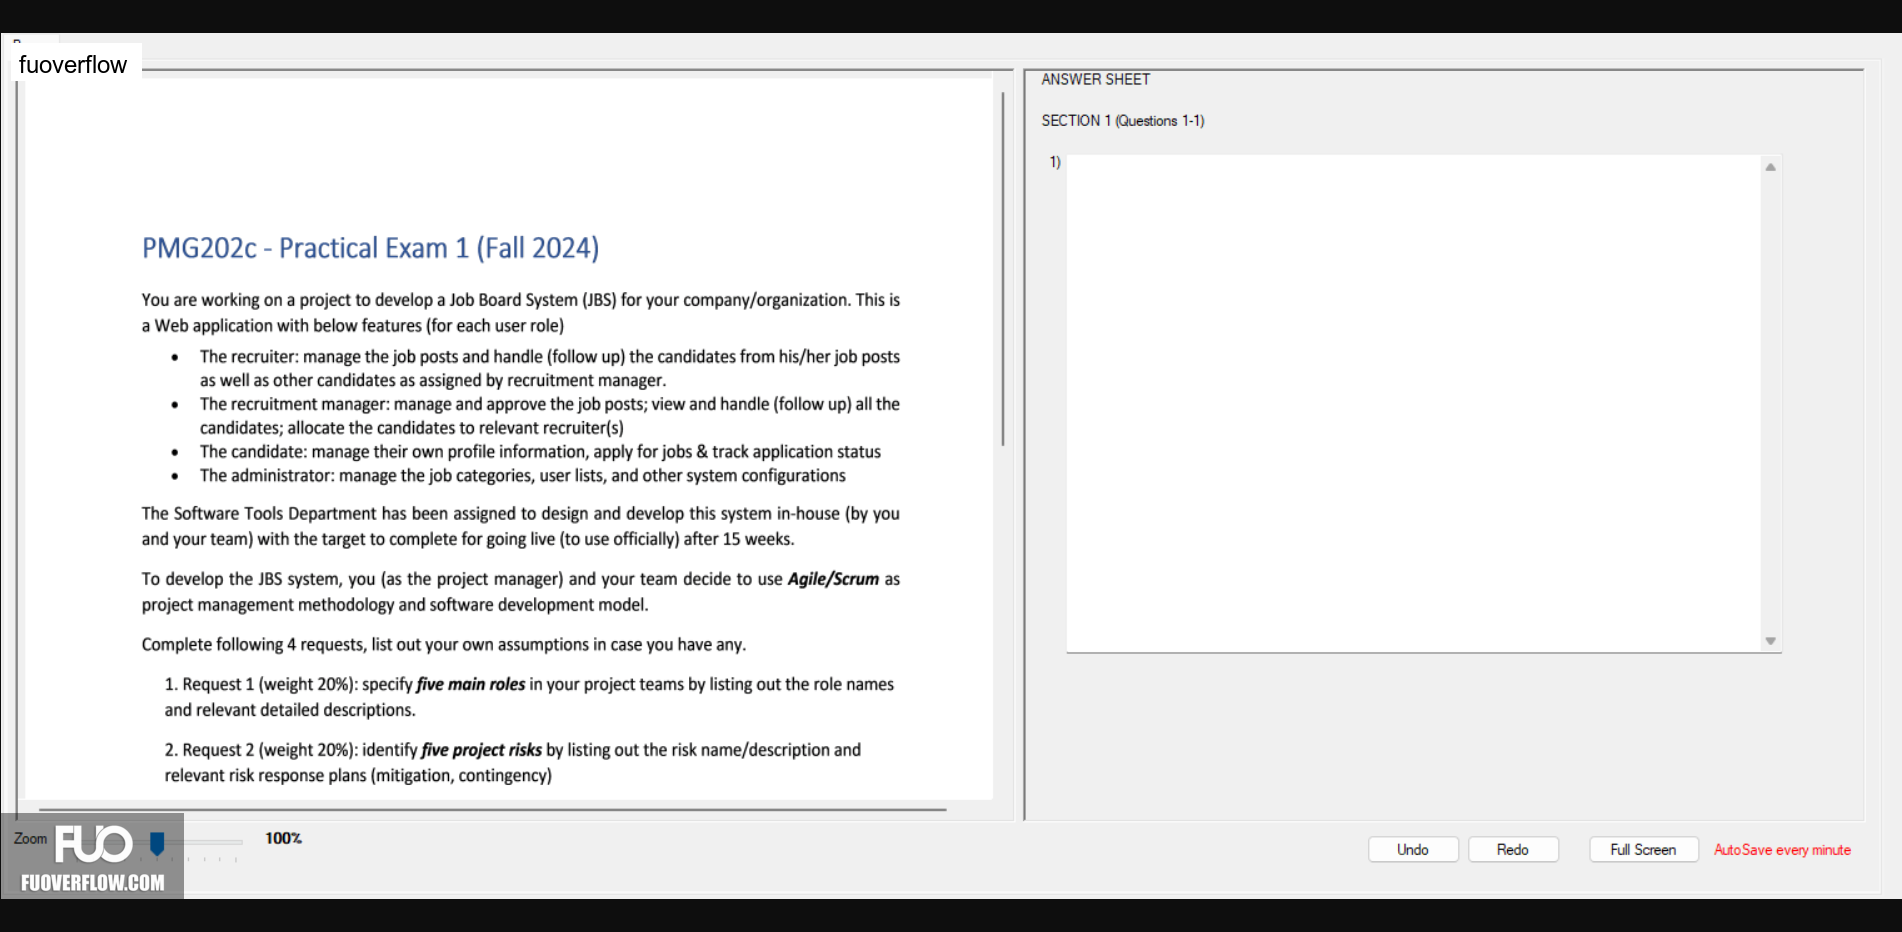 fuoverflow
PMG202c - Practical Exam 1 (Fall 2024)
You are working on a project to develop a Job Board System (JBS) for your company/organization. This is
a Web application with below features (for each user role)
• The recruiter: manage the job posts and handle (follow up) the candidates from his/her job posts
as well as other candidates as assigned by recruitment manager.
• The recruitment manager: manage and approve the job posts; view and handle (follow up) all the
candidates; allocate the candidates to relevant recruiter(s)
• The candidate: manage their own profile information, apply for jobs & track application status
• The administrator: manage the job categories, user lists, and other system configurations
The Software Tools Department has been assigned to design and develop this system in-house (by you
and your team) with the target to complete for going live (to use officially) after 15 weeks.
To develop the JBS system, you (as the project manager) and your team decide to use Agile/Scrum as
project management methodology and software development model.
Complete following 4 requests, list out your own assumptions in case you have any.
1. Request 1 (weight 20%): specify five main roles in your project teams by listing out the role names
and relevant detailed descriptions.
2. Request 2 (weight 20%): identify five project risks by listing out the risk name/description and
relevant risk response plans (mitigation, contingency)
Zoom
100%
FUO
FUOVERFLOW.COM
ANSWER SHEET
SECTION 1 (Questions 1-1)
1)
Undo
Redo
Full Screen
AutoSave every minute